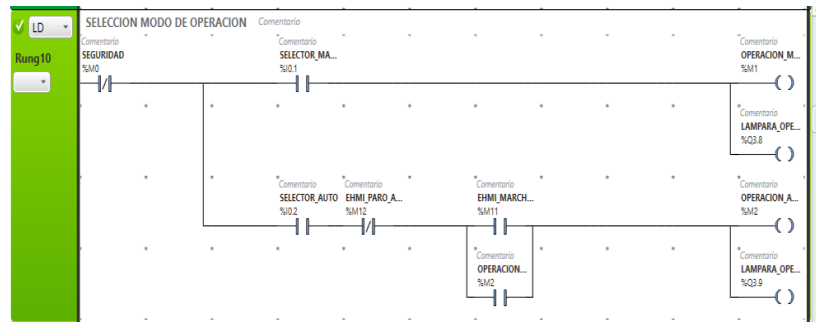 LD
SELECCION MODO DE OPERACION Comentario
Rung10
Comentario
SEGURIDAD
%M0
Comentario
SELECTOR_MA...
%I0.1
Comentario
OPERACION_M...
%M1
Comentario
LAMPARA_OPE...
%Q3.8
Comentario
SELECTOR_AUTO
%I0.2
Comentario
EHMI_PARO_A...
%M12
Comentario
EHMI_MARCH...
%M11
Comentario
OPERACION_A...
%M2
Comentario
OPERACION...
%M2
Comentario
LAMPARA_OPE...
%Q3.9